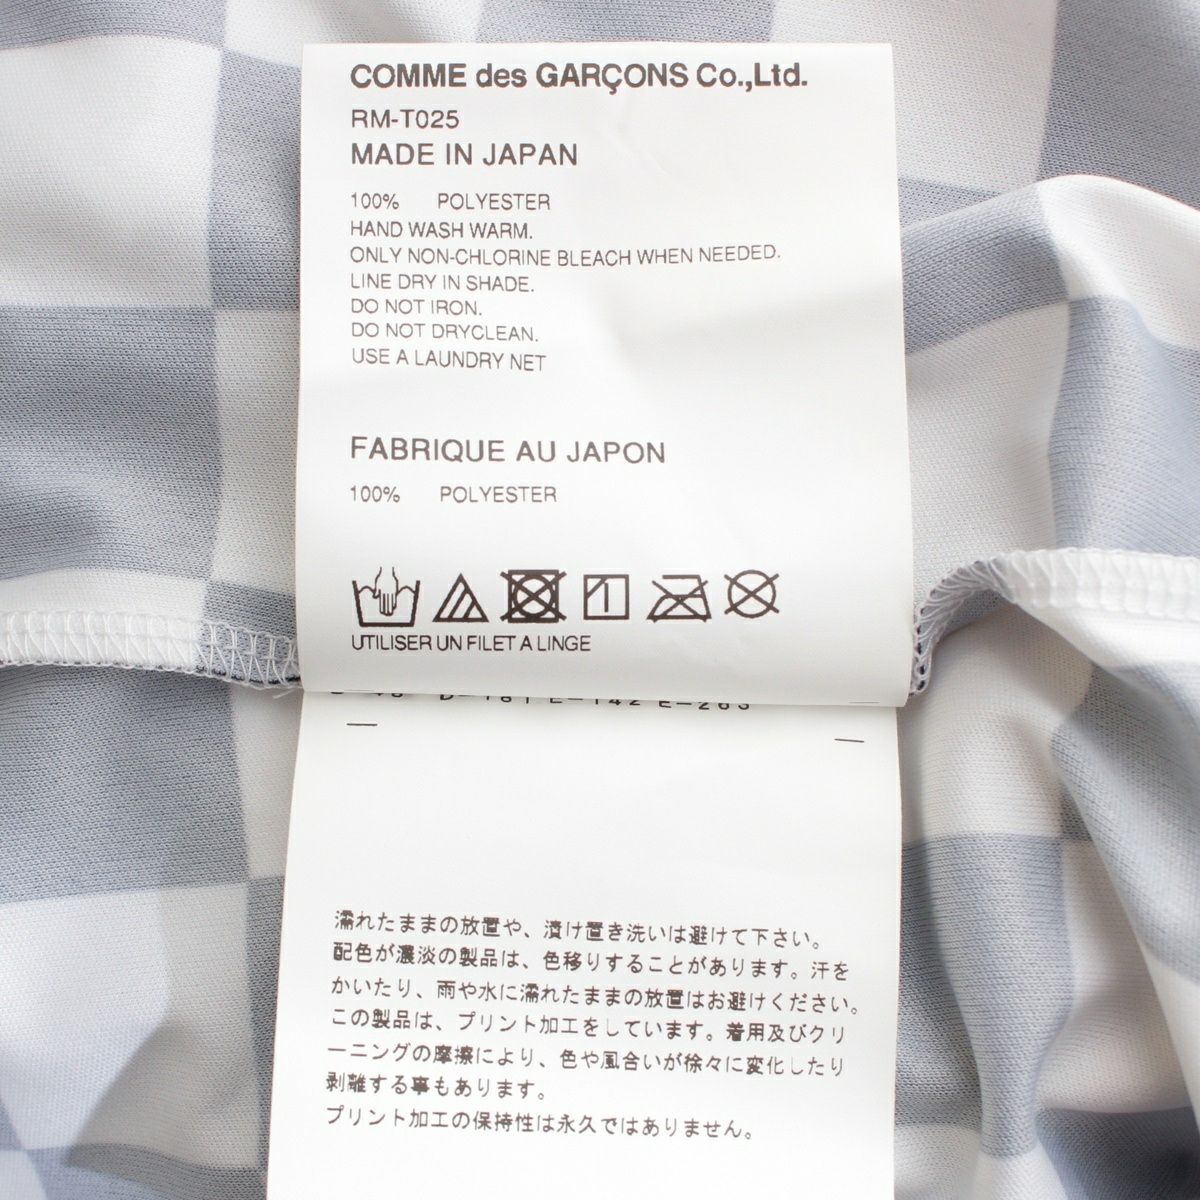 COMME des GARÇONS Co.,Ltd.
RM-T025
MADE IN JAPAN
100% POLYESTER
HAND WASH WARM.
ONLY NON-CHLORINE BLEACH WHEN NEEDED.
LINE DRY IN SHADE.
DO NOT IRON.
DO NOT DRYCLEAN.
USE A LAUNDRY NET
FABRIQUE AU JAPON
100% POLYESTER
UTILISER UN FILET A LINGE
濡れたままの放置や、漬け置き洗いは避けて下さい。
配色が濃淡の製品は、色移りすることがあります。汗を
かいたり、雨や水に濡れたままの放置はお避けください。
この製品は、プリント加工をしています。着用及びクリ
ーニングの摩擦により、色や風合いが徐々に変化したり
剥離する事もあります。
プリント加工の保持性は永久ではありません。